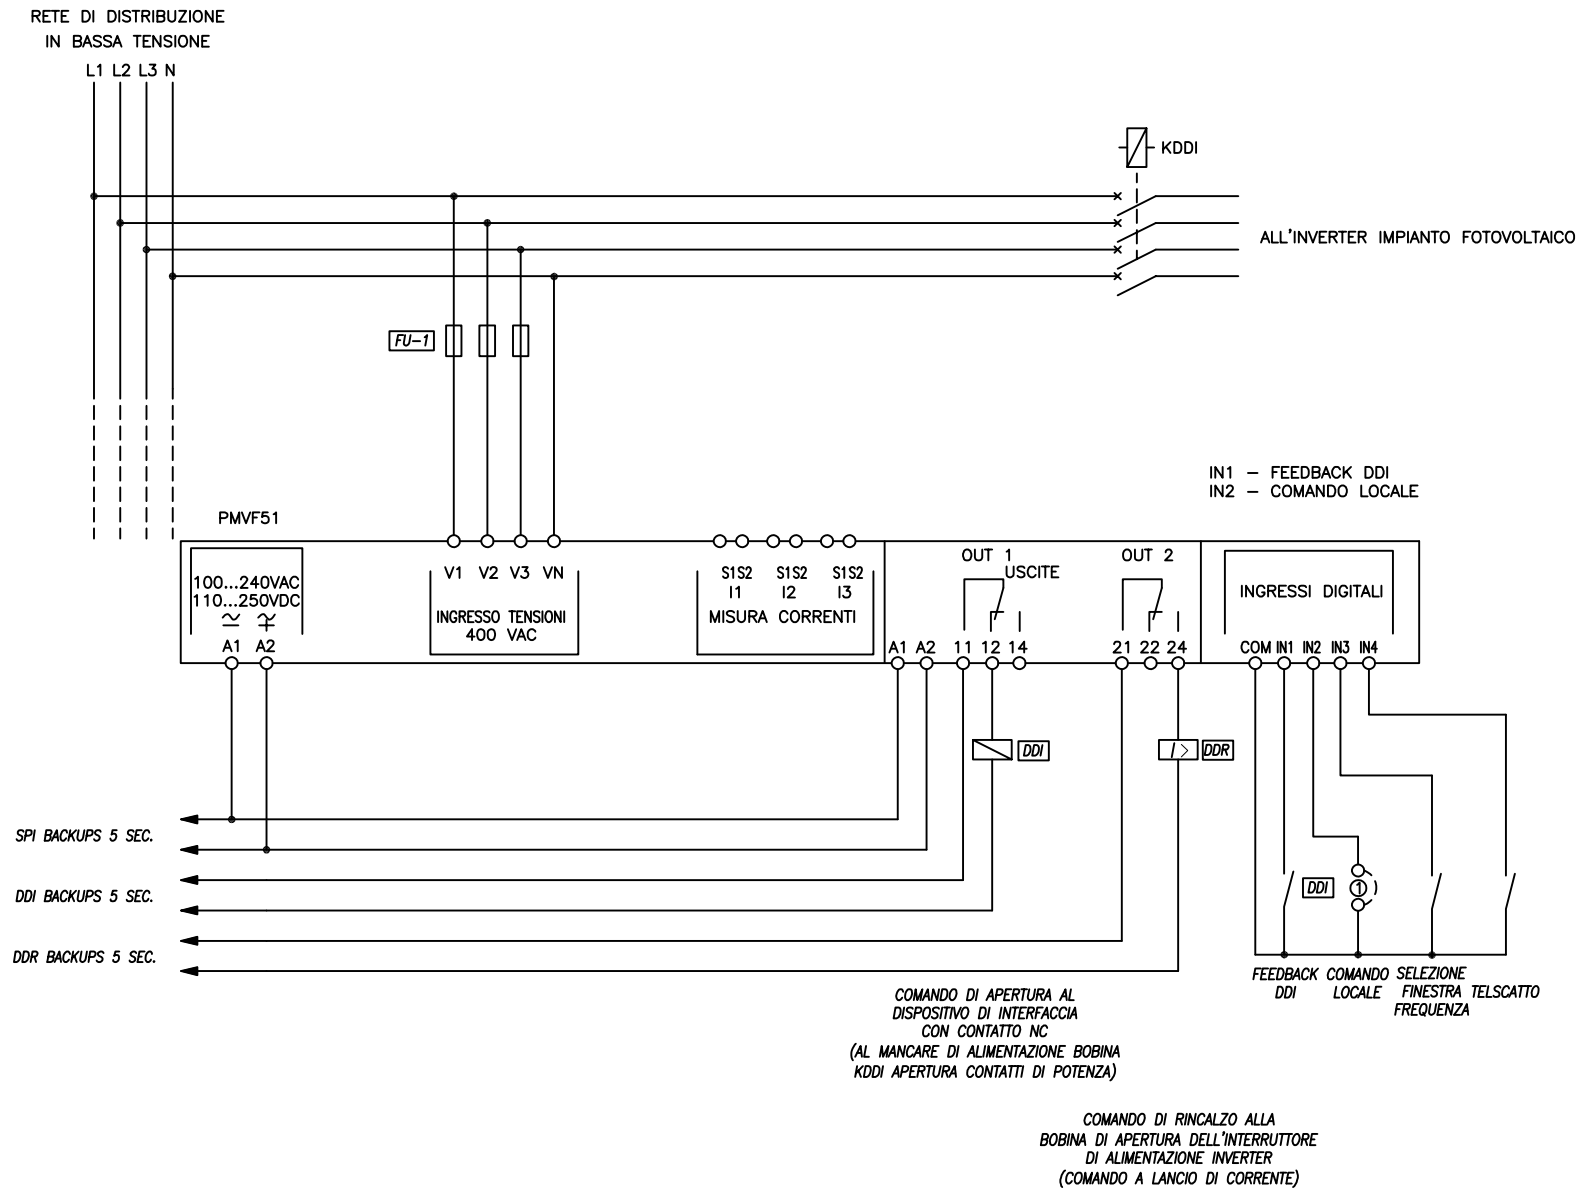 RETE DI DISTRIBUZIONE
IN BASSA TENSIONE
L1 L2 L3 N
KDDI
ALL'INVERTER IMPIANTO FOTOVOLTAICO
FU-1
IN1 - FEEDBACK DDI
IN2 - COMANDO LOCALE
PMVF51
100...240VAC
110...250VDC
A1 A2
V1 V2 V3 VN
INGRESSO TENSIONI
400 VAC
S1S2 S1S2 S1S2
I1 I2 I3
MISURA CORRENTI
OUT 1 OUT 2
USCITE
A1 A2 11 12 14 21 22 24
INGRESSI DIGITALI
COM IN1 IN2 IN3 IN4
DDI
I > DDR
SPI BACKUPS 5 SEC.
DDI BACKUPS 5 SEC.
DDR BACKUPS 5 SEC.
DDI
1
FEEDBACK
DDI
COMANDO
LOCALE
SELEZIONE
FINESTRA
FREQUENZA
TELSCATTO
COMANDO DI APERTURA AL
DISPOSITIVO DI INTERFACCIA
CON CONTATTO NC
(AL MANCARE DI ALIMENTAZIONE BOBINA
KDDI APERTURA CONTATTI DI POTENZA)
COMANDO DI RINCALZO ALLA
BOBINA DI APERTURA DELL'INTERRUTTORE
DI ALIMENTAZIONE INVERTER
(COMANDO A LANCIO DI CORRENTE)